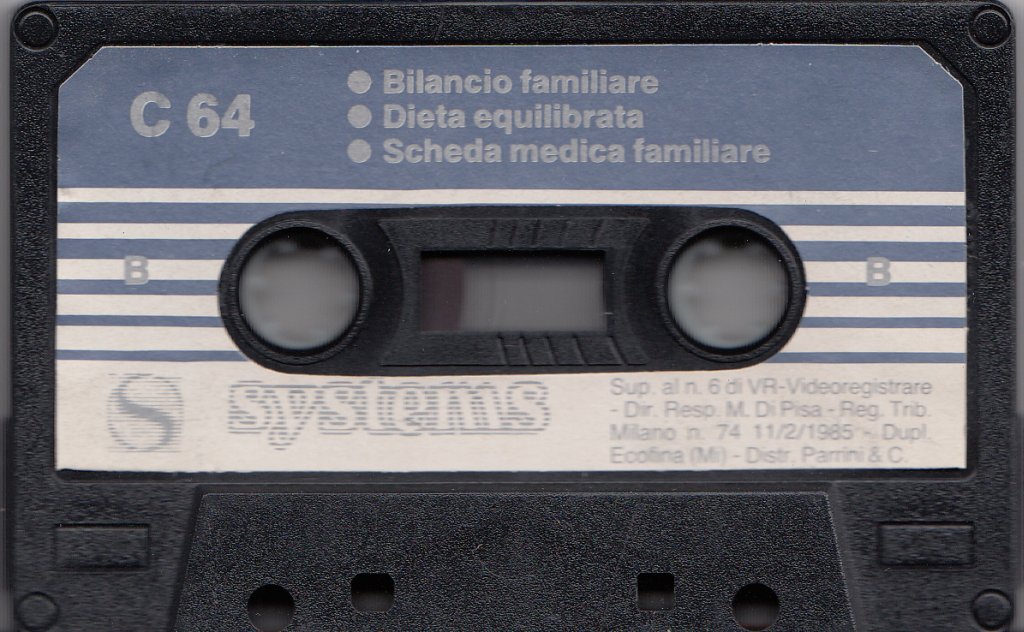 C 64
● Bilancio familiare
● Dieta equilibrata
● Scheda medica familiare
B B
S systems
Sup. al n. 6 di VR-Videoregistrare
- Dir. Resp. M. Di Pisa - Reg. Trib.
Milano n. 74 11/2/1985 - Dupl.
Ecofina (Mi) - Distr. Parrini & C.